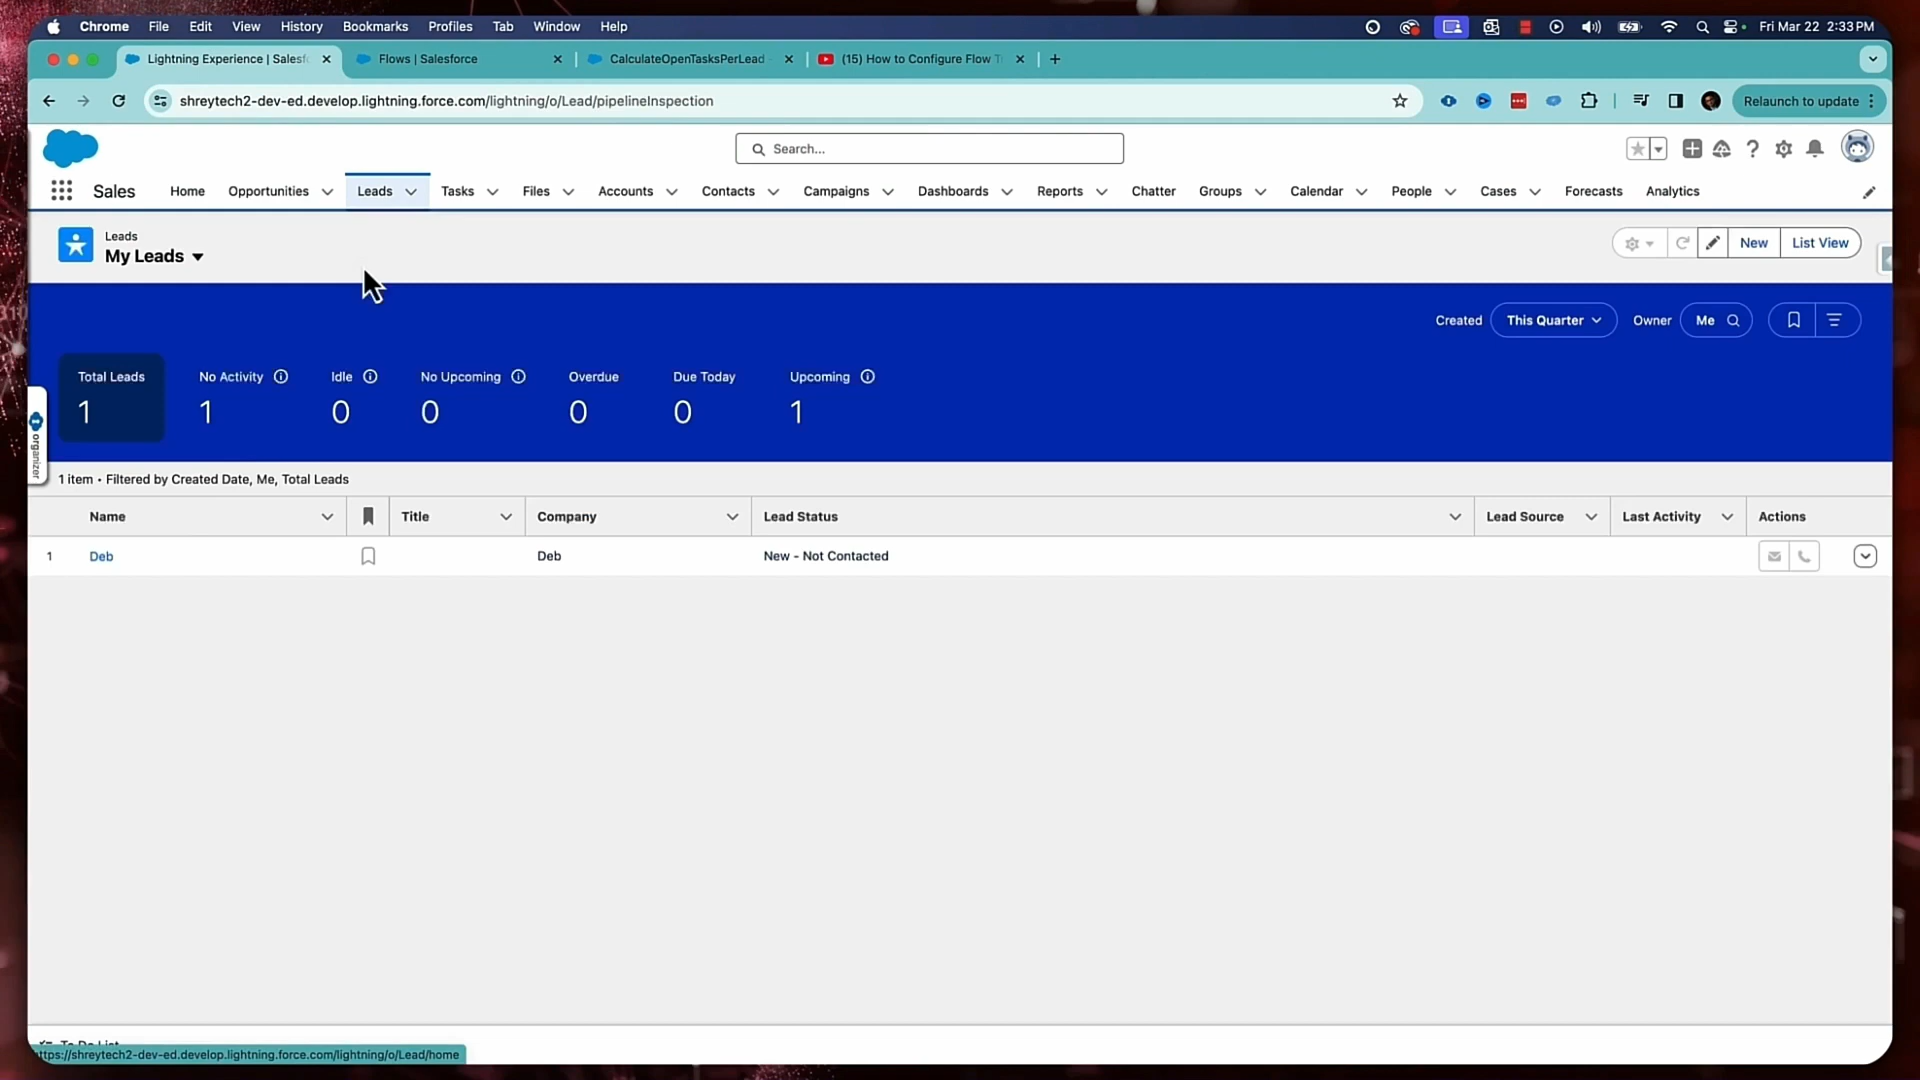 Chrome File Edit View History Bookmarks Profiles Tab Window Help Fri Mar 22 2:33 PM
Lightning Experience | Salesf Flows | Salesforce CalculateOpenTasksPerLead (15) How to Configure Flow T
shreytech2-dev-ed.develop.lightning.force.com/lightning/o/Lead/pipelineInspection Relaunch to update
Search...
Sales Home Opportunities Leads Tasks Files Accounts Contacts Campaigns Dashboards Reports Chatter Groups Calendar People Cases Forecasts Analytics
Leads
My Leads
New List View
Created This Quarter Owner Me
Total Leads No Activity Idle No Upcoming Overdue Due Today Upcoming
1 1 0 0 0 0 1
organizer
1 item • Filtered by Created Date, Me, Total Leads
Name Title Company Lead Status Lead Source Last Activity Actions
1 Deb Deb New - Not Contacted
To Do List
https://shreytech2-dev-ed.develop.lightning.force.com/lightning/o/Lead/home